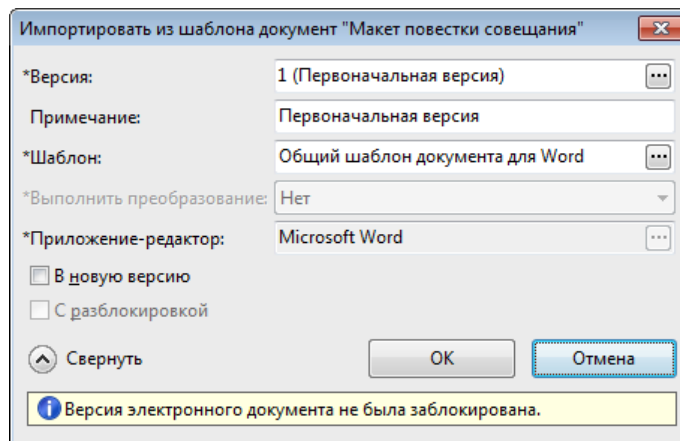 Импортировать из шаблона документ "Макет повестки совещания"
*Версия: 1 (Первоначальная версия)
Примечание: Первоначальная версия
*Шаблон: Общий шаблон документа для Word
*Выполнить преобразование: Нет
*Приложение-редактор: Microsoft Word
В новую версию
С разблокировкой
Свернуть ОК Отмена
Версия электронного документа не была заблокирована.